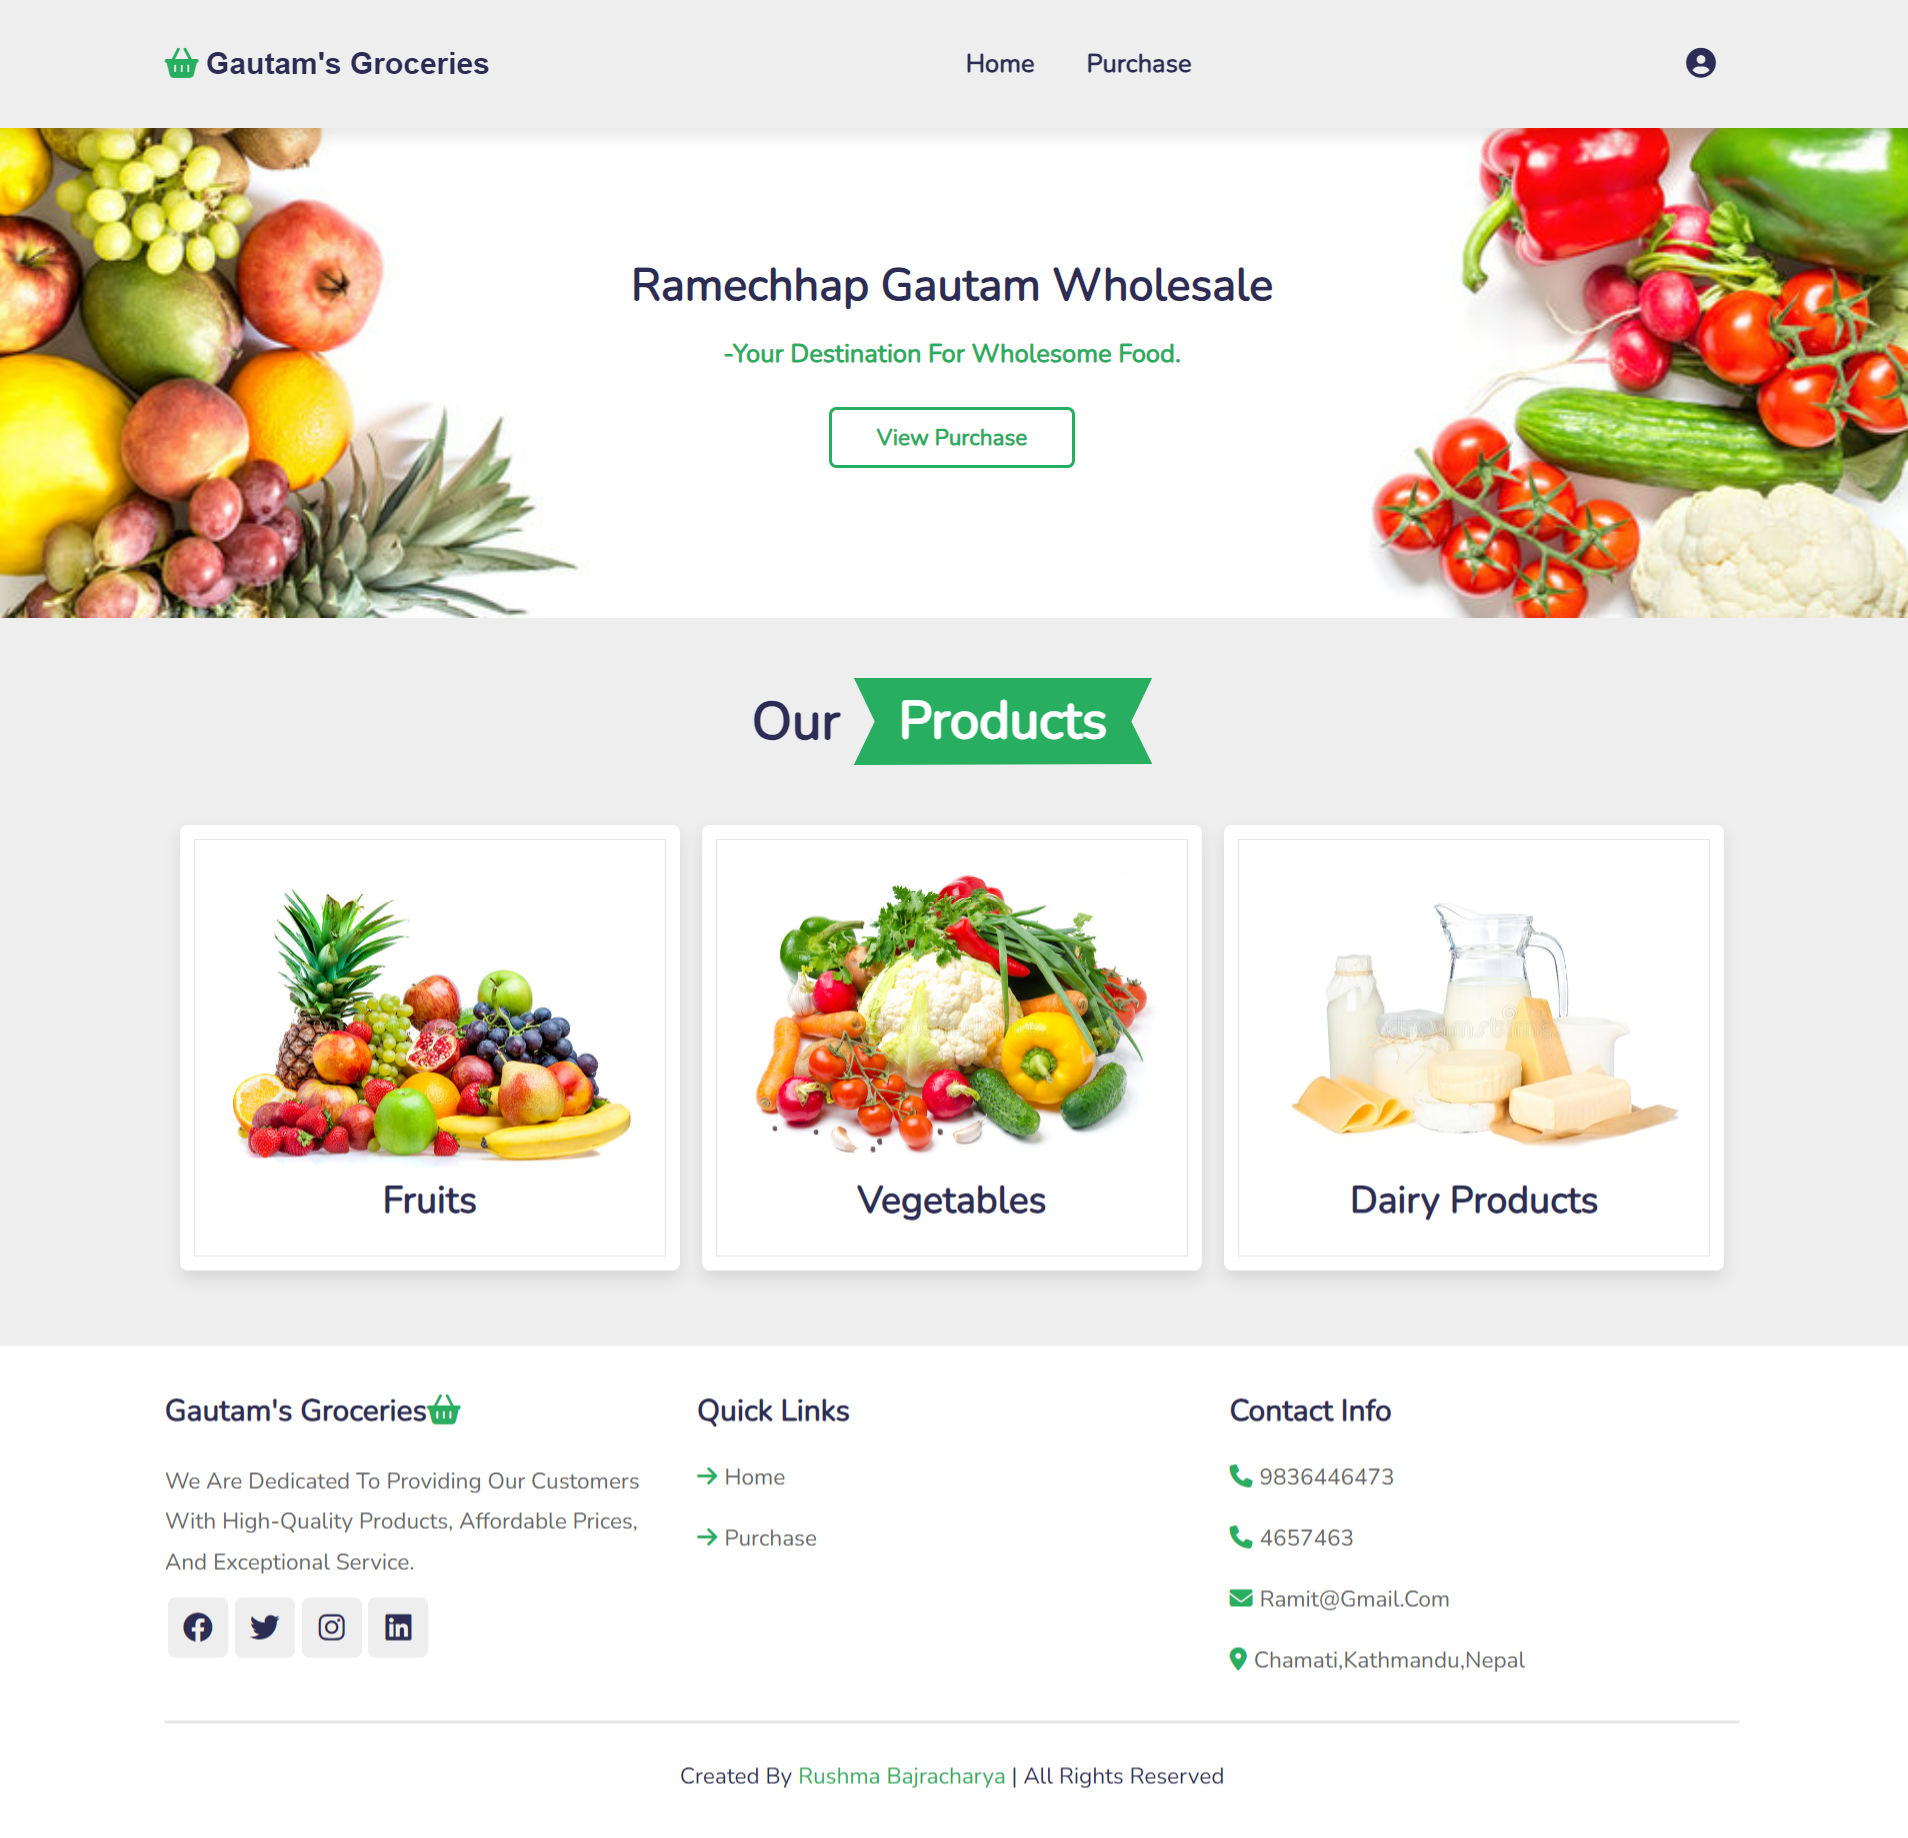 Gautam's Groceries
Home
Purchase
Ramechhap Gautam Wholesale
-Your Destination For Wholesome Food.
View Purchase
Our Products
Fruits
Vegetables
Dairy Products
Gautam's Groceries
We Are Dedicated To Providing Our Customers
With High-Quality Products, Affordable Prices,
And Exceptional Service.
Quick Links
Home
Purchase
Contact Info
9836446473
4657463
Ramit@Gmail.Com
Chamati,Kathmandu,Nepal
Created By Rushma Bajracharya | All Rights Reserved